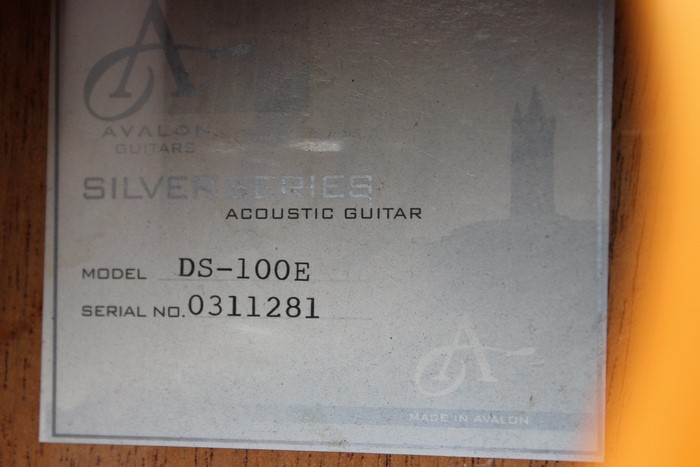 A
AVALON
GUITARS
SILVER SERIES
ACOUSTIC GUITAR
MODEL DS-100E
SERIAL NO. 0311281
A
MADE IN AVALON